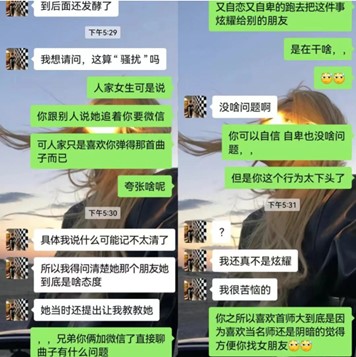 到后面还发酵了
下午5:29
我想请问，这算“骚扰”吗
人家女生可是说
你跟别人说她追着你要微信
可人家只是喜欢你弹得那首曲
子而已
夸张啥呢
下午5:30
具体我说什么可能记不太清了
所以我得问清楚她那个朋友她
到底是啥态度
她当时还提出让我教教她
，，兄弟你俩加微信了直接聊
曲子有什么问题
又自恋又自卑的跑去把这件事
炫耀给别的朋友
是在干啥，，
没啥问题啊
你可以自信 自卑也没啥问
题，，
但是你这个行为太下头了
下午5:31
？
我还真不是炫耀
我很苦恼的
你之所以喜欢首师大到底是因
为喜欢当名师还是阴暗的觉得
方便你找女朋友